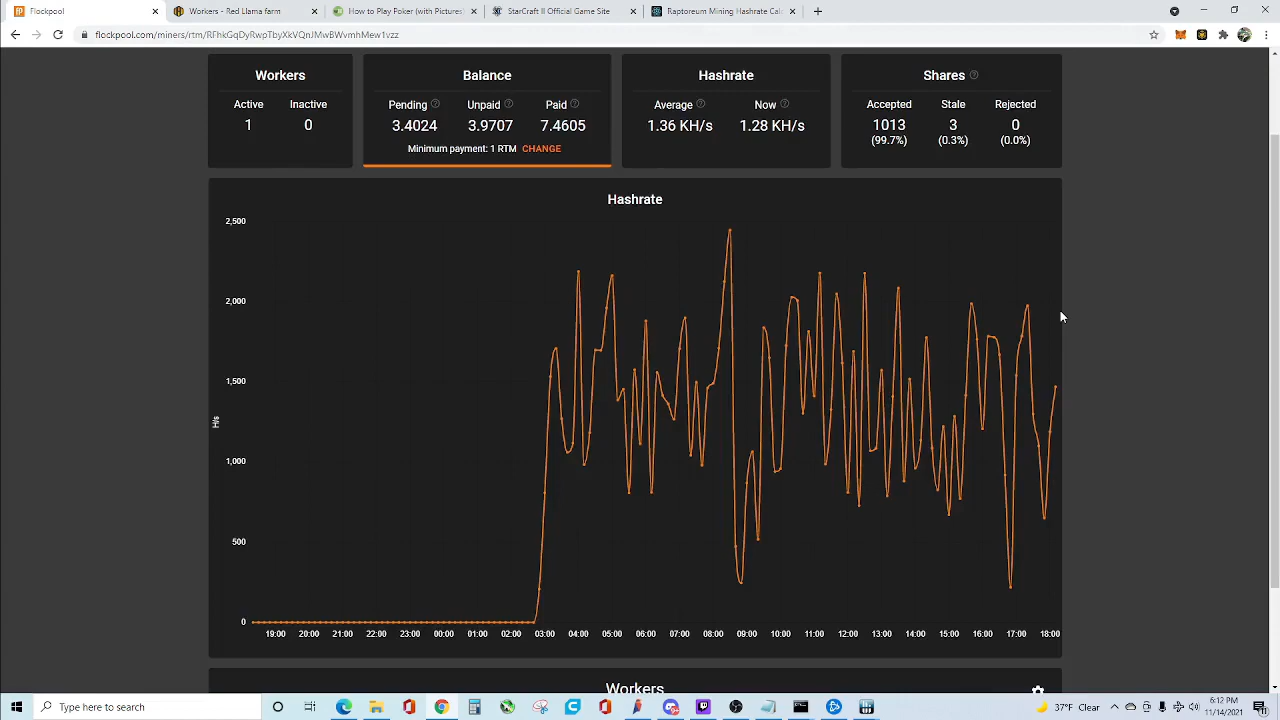 Flockpool
Workers - Red Llama farm
How to Play Poker (with Pictures)
StarCraft II Official Game Site
Raptoreum Mining Hashrate Cal
flockpool.com/miners/rtm/RFhkGqDyRwpTbyXkVQnJMwBWvmhMew1vzz
Workers
Active Inactive
1 0
Balance
Pending Unpaid Paid
3.4024 3.9707 7.4605
Minimum payment: 1 RTM CHANGE
Hashrate
Average Now
1.36 KH/s 1.28 KH/s
Shares
Accepted Stale Rejected
1013 3 0
(99.7%) (0.3%) (0.0%)
Hashrate
2,500
2,000
1,500
H/s
1,000
500
0
19:00 20:00 21:00 22:00 23:00 00:00 01:00 02:00 03:00 04:00 05:00 06:00 07:00 08:00 09:00 10:00 11:00 12:00 13:00 14:00 15:00 16:00 17:00 18:00
Workers
Type here to search
37°F Clear
6:12 PM
11/14/2021